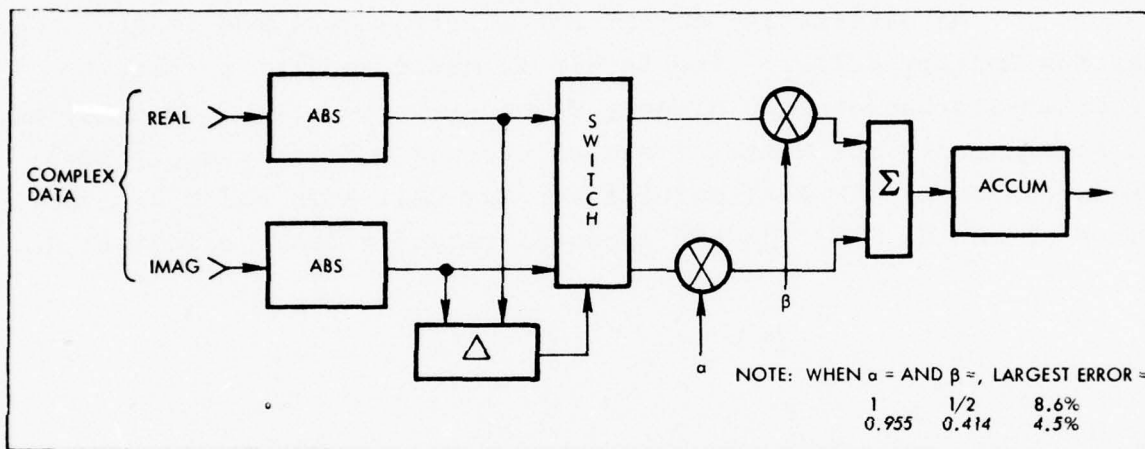 COMPLEX
DATA
REAL
IMAG
ABS
ABS
SWITCH
Δ
α
β
Σ
ACCUM
NOTE: WHEN α = AND β =, LARGEST ERROR =
1 1/2 8.6%
0.955 0.414 4.5%